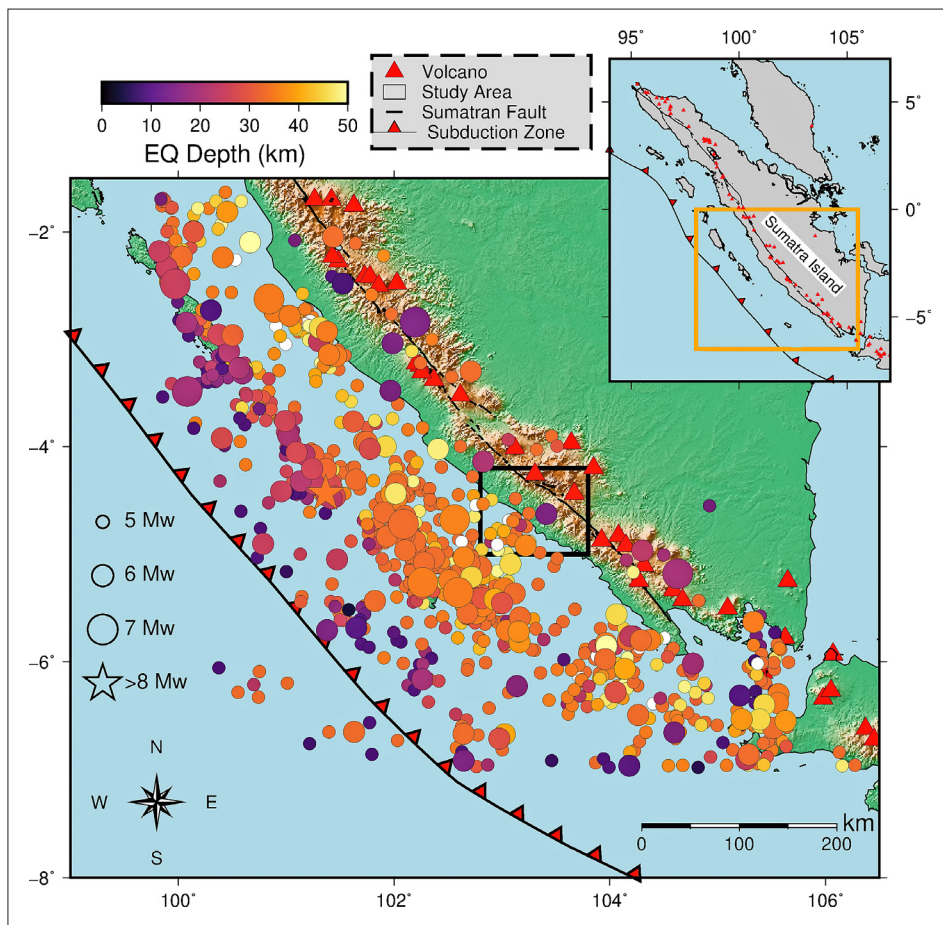 Volcano
Study Area
Sumatran Fault
Subduction Zone
0 10 20 30 40 50
EQ Depth (km)
95° 100° 105°
5°
0°
−5°
Sumatra Island
−2°
−4°
−6°
−8°
5 Mw
6 Mw
7 Mw
>8 Mw
N
W E
S
km
0 100 200
100° 102° 104° 106°